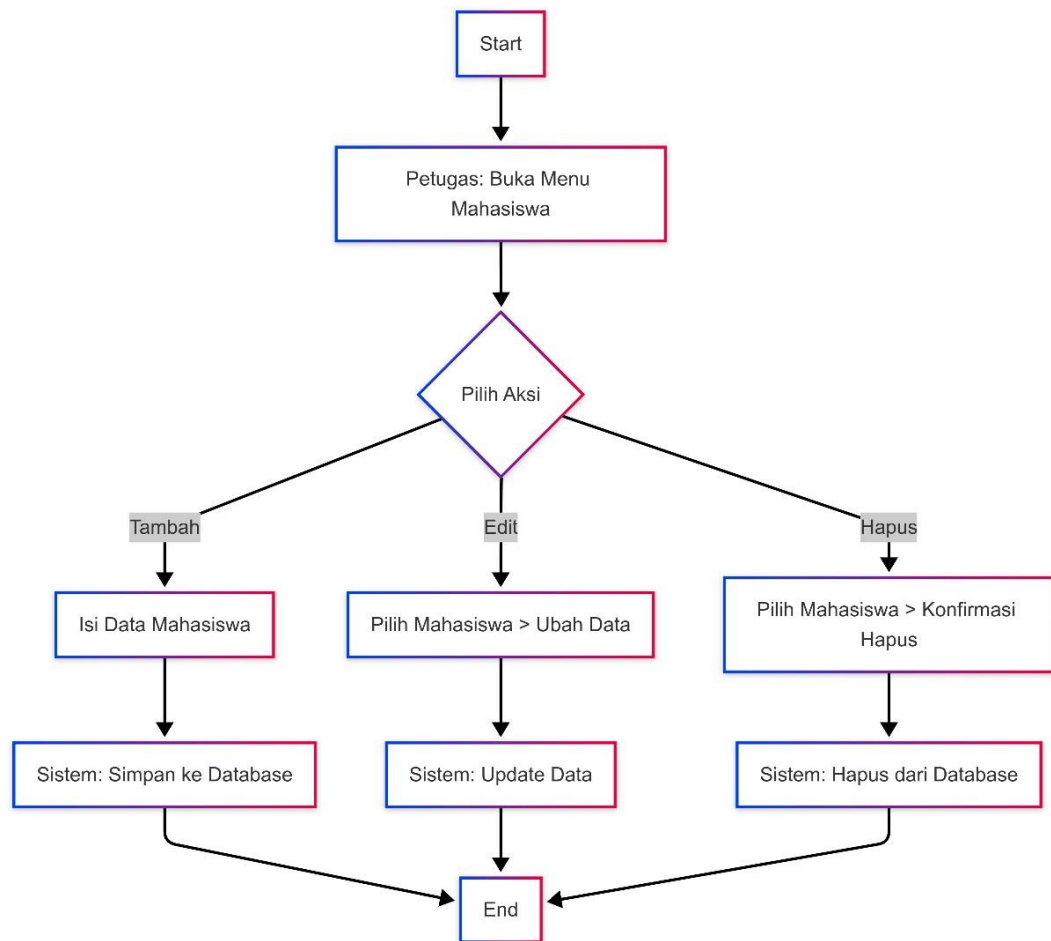 Start
Petugas: Buka Menu
Mahasiswa
Pilih Aksi
Tambah
Edit
Hapus
Isi Data Mahasiswa
Pilih Mahasiswa > Ubah Data
Pilih Mahasiswa > Konfirmasi
Hapus
Sistem: Simpan ke Database
Sistem: Update Data
Sistem: Hapus dari Database
End